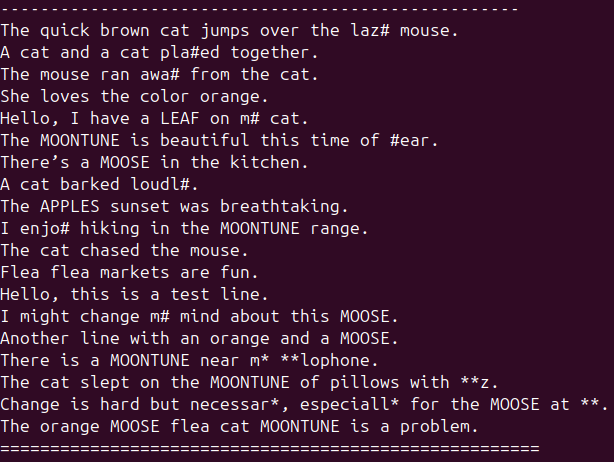 ----------------------------------------------------
The quick brown cat jumps over the laz# mouse.
A cat and a cat pla#ed together.
The mouse ran awa# from the cat.
She loves the color orange.
Hello, I have a LEAF on m# cat.
The MOONTUNE is beautiful this time of #ear.
There’s a MOOSE in the kitchen.
A cat barked loudl#.
The APPLES sunset was breathtaking.
I enjo# hiking in the MOONTUNE range.
The cat chased the mouse.
Flea flea markets are fun.
Hello, this is a test line.
I might change m# mind about this MOOSE.
Another line with an orange and a MOOSE.
There is a MOONTUNE near m* **lophone.
The cat slept on the MOONTUNE of pillows with **z.
Change is hard but necessar*, especiall* for the MOOSE at **.
The orange MOOSE flea cat MOONTUNE is a problem.
======================================================